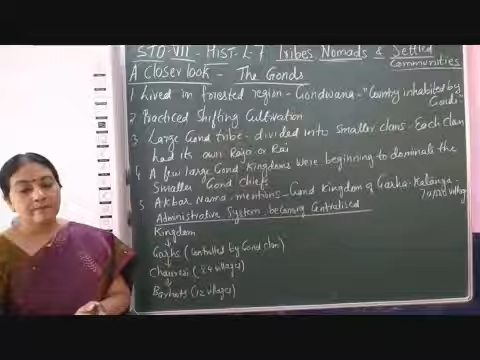 STD-VII - HIST-L-7 Tribes Nomads & Settled
Communities
A Closer look - The Gonds
1 Lived in forested region - Gondwana - "Country inhabited by
Gonds"
2 Practiced Shifting Cultivation
3 Large Gond tribe - divided into smaller clans - Each clan
had its own Raja or Rai
4 A few large Gond Kingdoms were beginning to dominate the
smaller Gond chiefs
5 Akbar Nama mentions - Gond Kingdom of Garha-Katanga -
70,000 villages
Administrative System becoming Centralised
Kingdom
Garhs (Controlled by Gond clan)
Chaurasi (84 villages)
Barhots (12 villages)